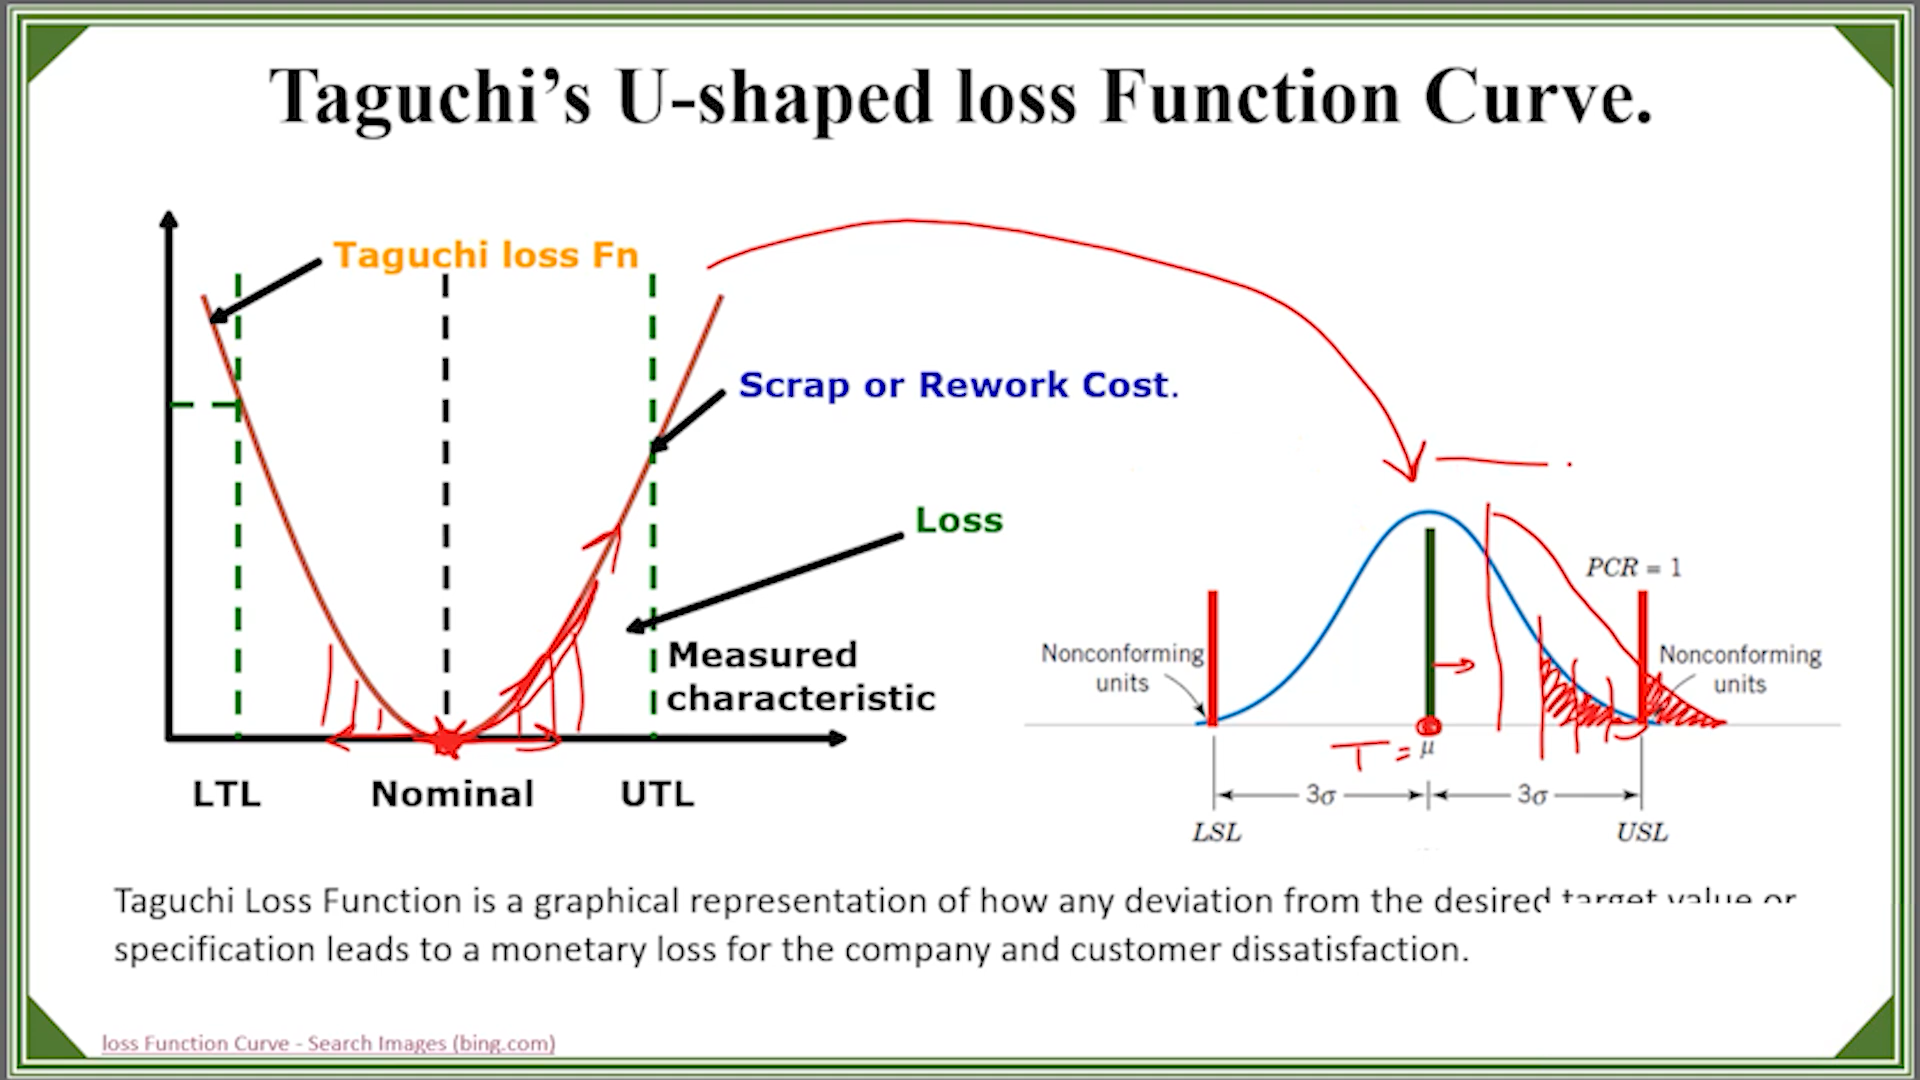 Taguchi’s U-shaped loss Function Curve.
Taguchi loss Fn
Scrap or Rework Cost.
Loss
Measured
characteristic
LTL
Nominal
UTL
PCR = 1
Nonconforming
units
Nonconforming
units
T = μ
3σ
3σ
LSL
USL
Taguchi Loss Function is a graphical representation of how any deviation from the desired target value or
specification leads to a monetary loss for the company and customer dissatisfaction.
loss Function Curve - Search Images (bing.com)